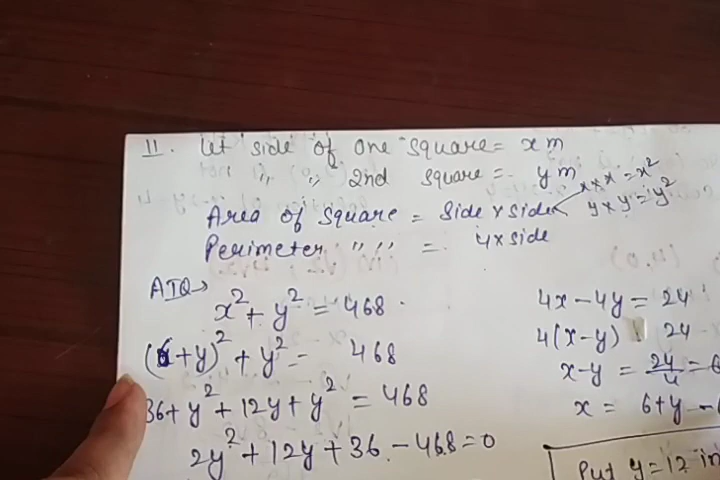 11. Let side of one square = x m
" " 2nd square = y m
Area of square = Side x side x × x = x²
y × y = y²
Perimeter " " = 4 x side
ATQ→
x² + y² = 468
(6+y)² + y² = 468
36 + y² + 12y + y² = 468
2y² + 12y + 36 - 468 = 0
4x - 4y = 24
4(x-y) 24
x-y = 24/4 = 6
x = 6+y -
Put y = 12 in